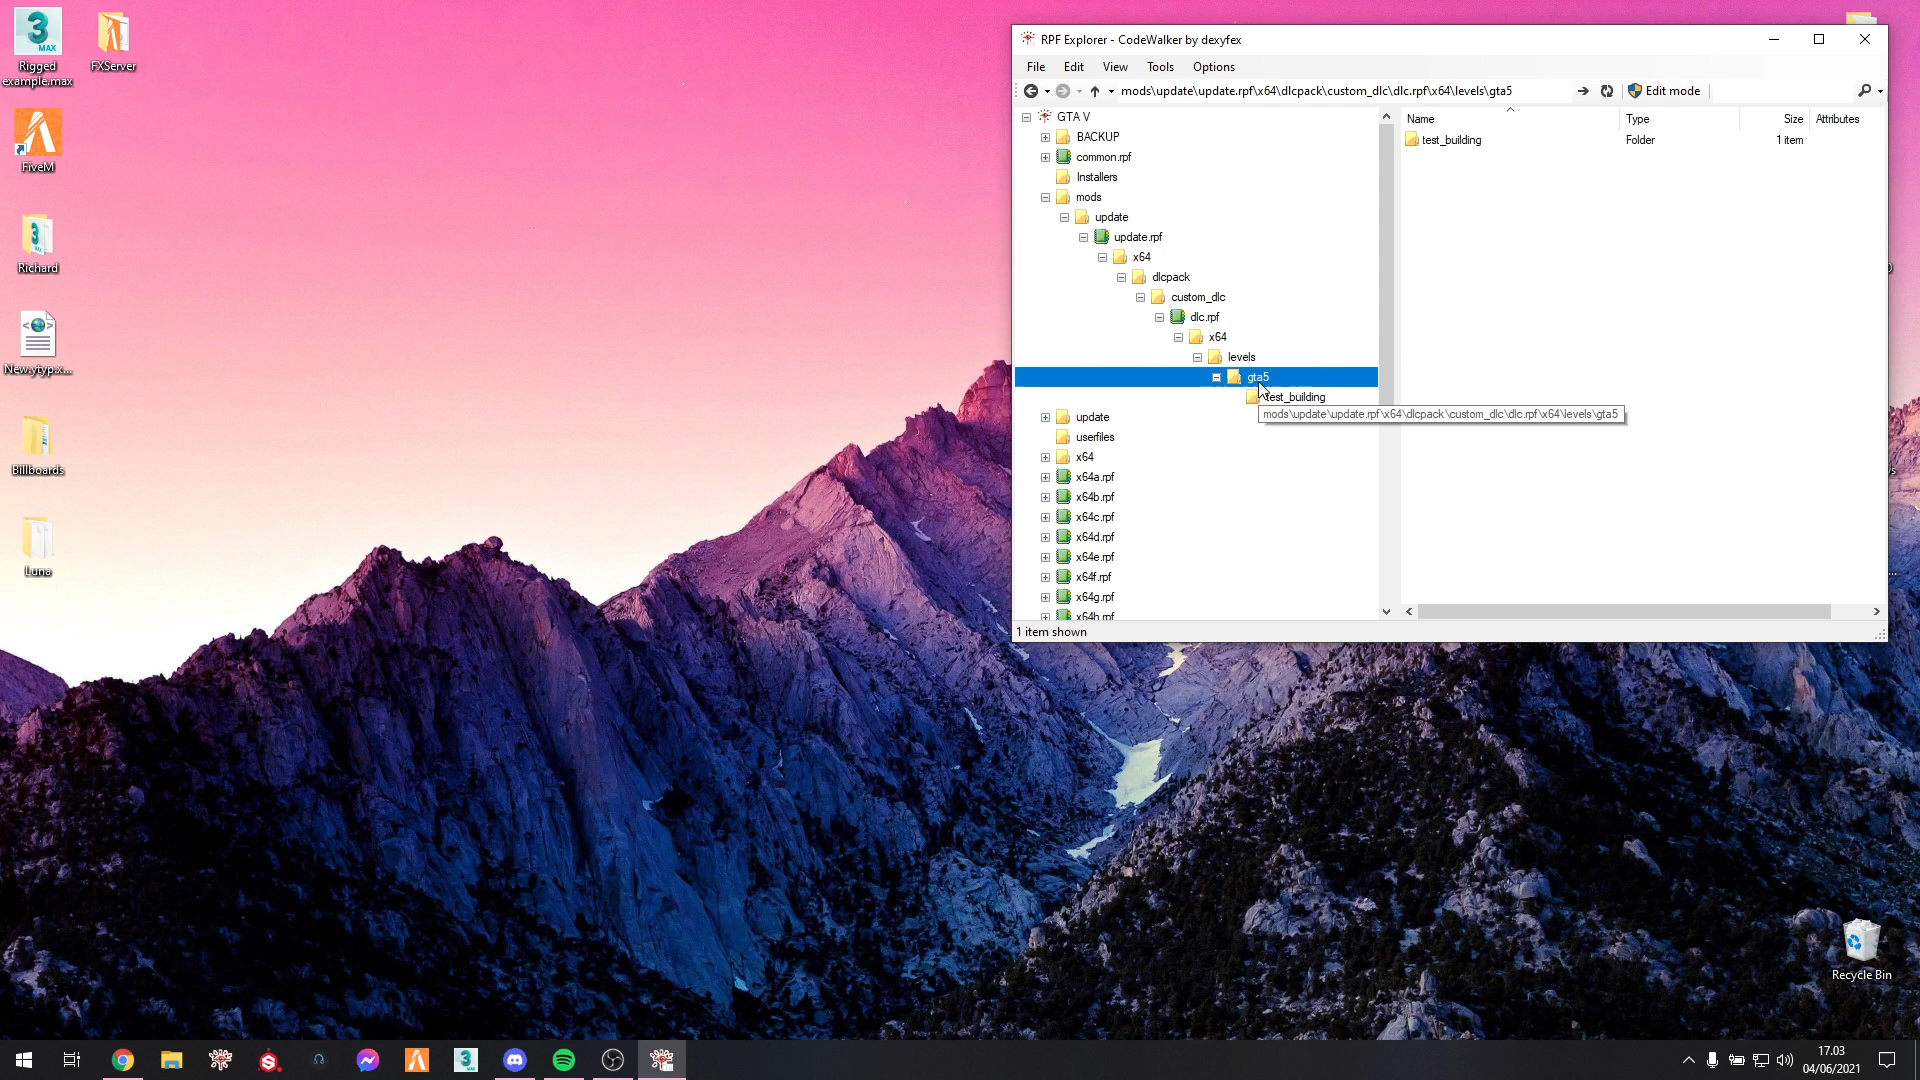 Rigged
example.max
FXServer
FiveM
Richard
New.ytyp.x...
Billboards
Luna
RPF Explorer - CodeWalker by dexyfex
File Edit View Tools Options
mods\update\update.rpf\x64\dlcpack\custom_dlc\dlc.rpf\x64\levels\gta5
Edit mode
GTA V
BACKUP
common.rpf
Installers
mods
update
update.rpf
x64
dlcpack
custom_dlc
dlc.rpf
x64
levels
gta5
test_building
mods\update\update.rpf\x64\dlcpack\custom_dlc\dlc.rpf\x64\levels\gta5
update
userfiles
x64
x64a.rpf
x64b.rpf
x64c.rpf
x64d.rpf
x64e.rpf
x64f.rpf
x64g.rpf
x64h.rpf
Name Type Size Attributes
test_building Folder 1 item
1 item shown
Recycle Bin
17.03
04/06/2021